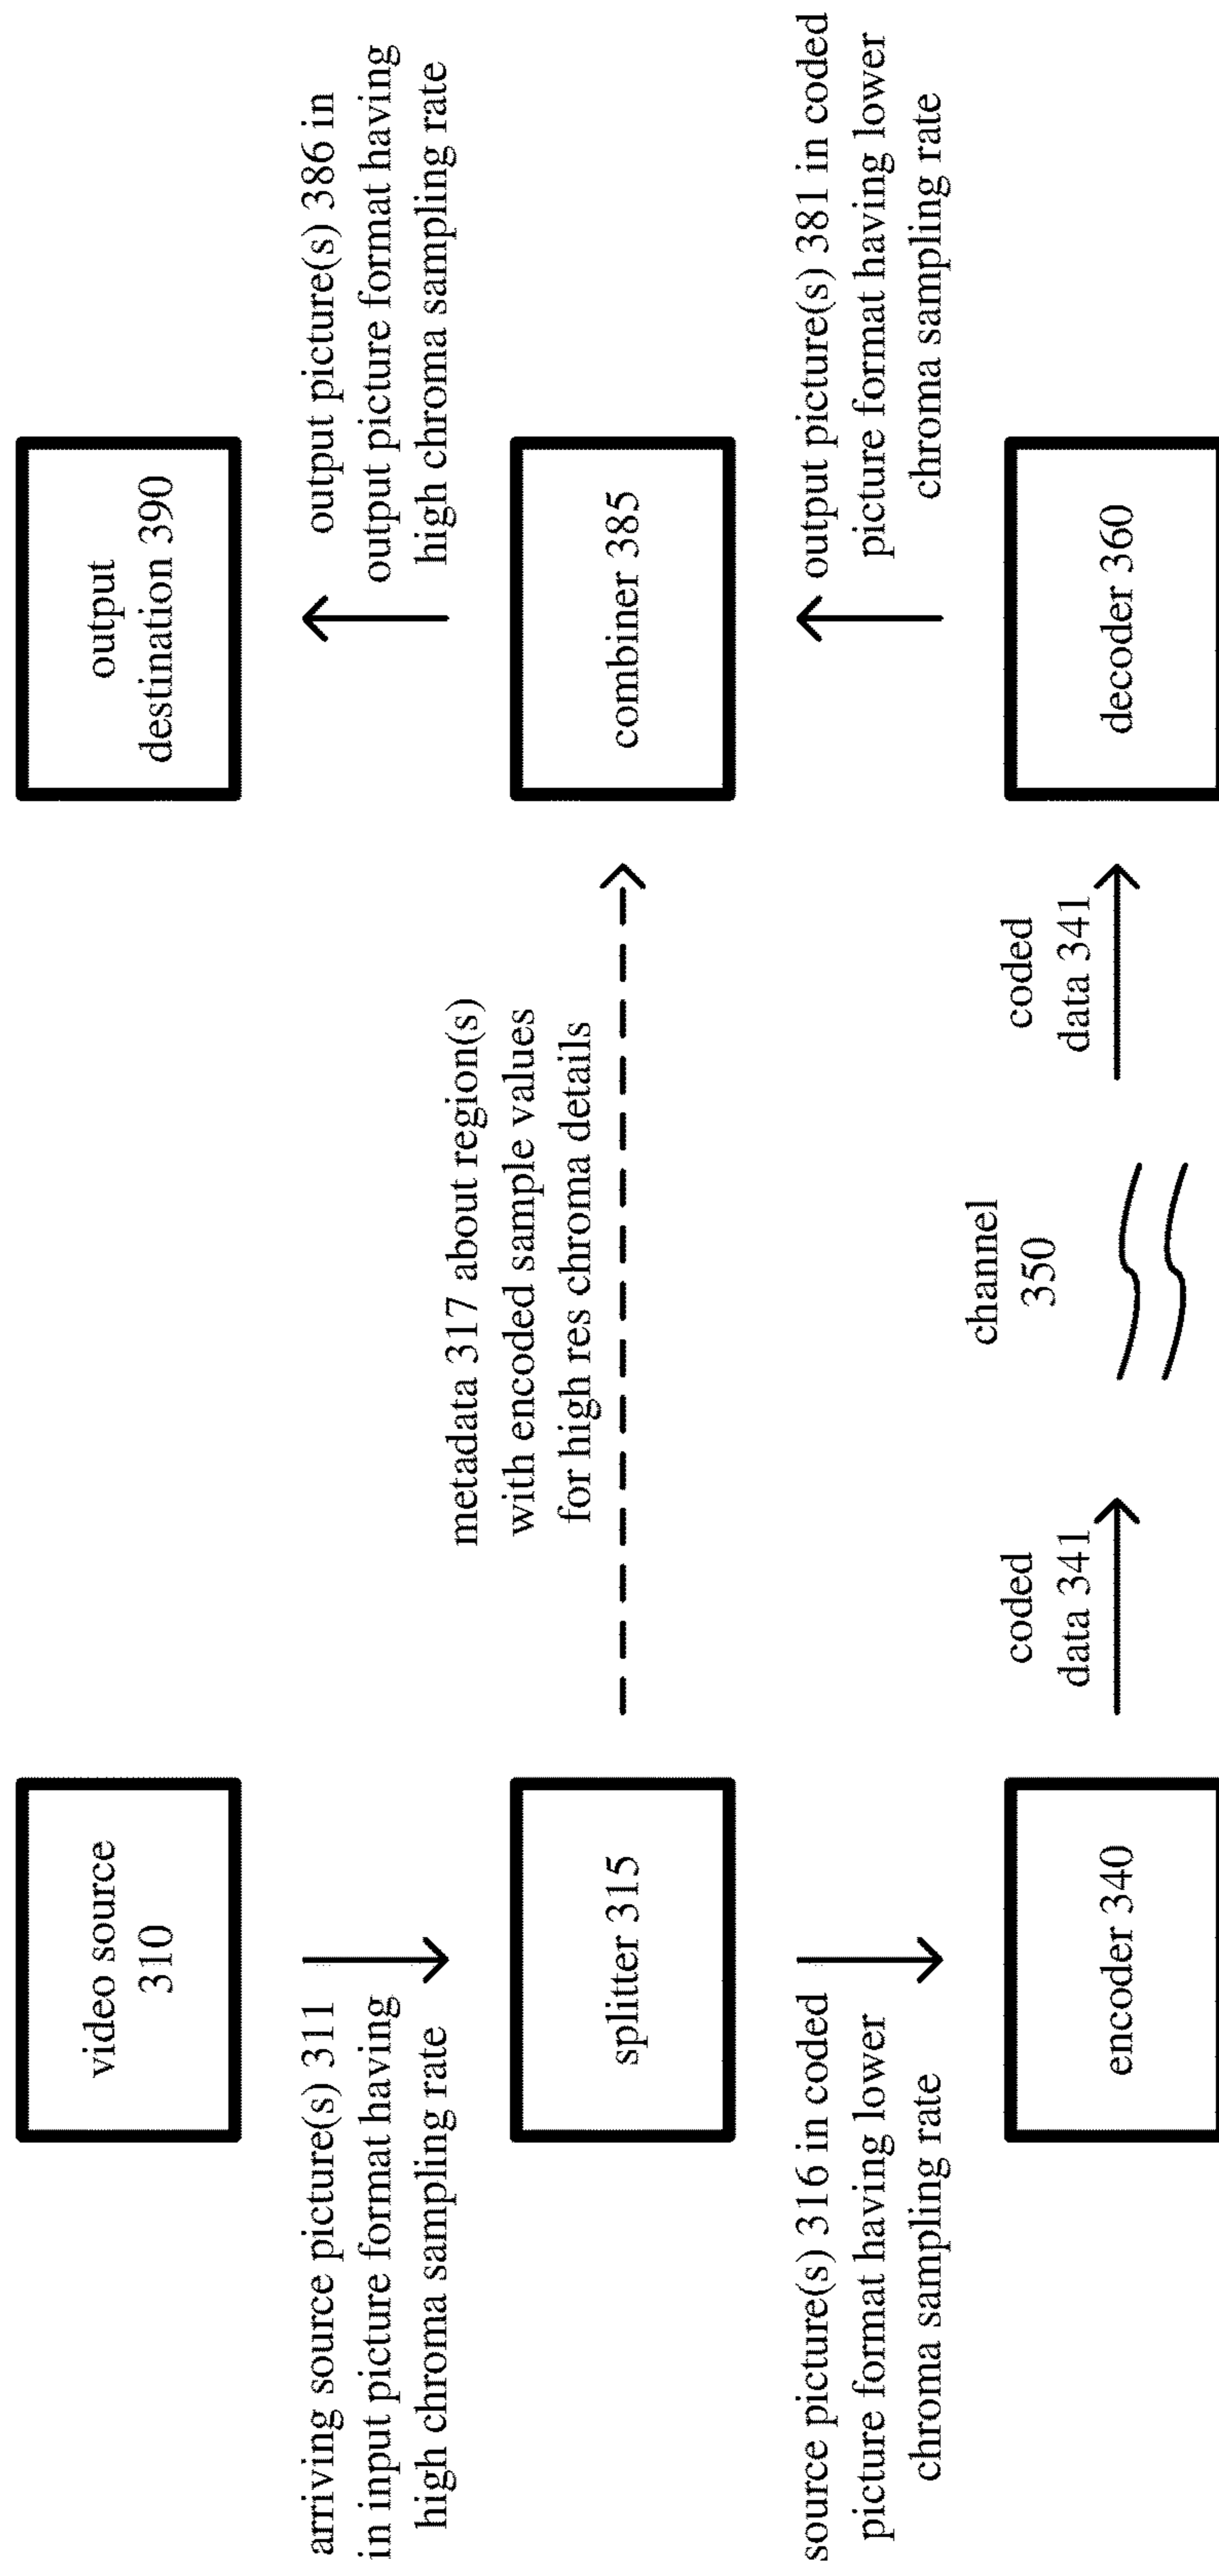 video source
310
arriving source picture(s) 311
in input picture format having
high chroma sampling rate
splitter 315
source picture(s) 316 in coded
picture format having lower
chroma sampling rate
encoder 340
coded
data 341
channel
350
coded
data 341
metadata 317 about region(s)
with encoded sample values
for high res chroma details
decoder 360
output picture(s) 381 in coded
picture format having lower
chroma sampling rate
combiner 385
output picture(s) 386 in
output picture format having
high chroma sampling rate
output
destination 390